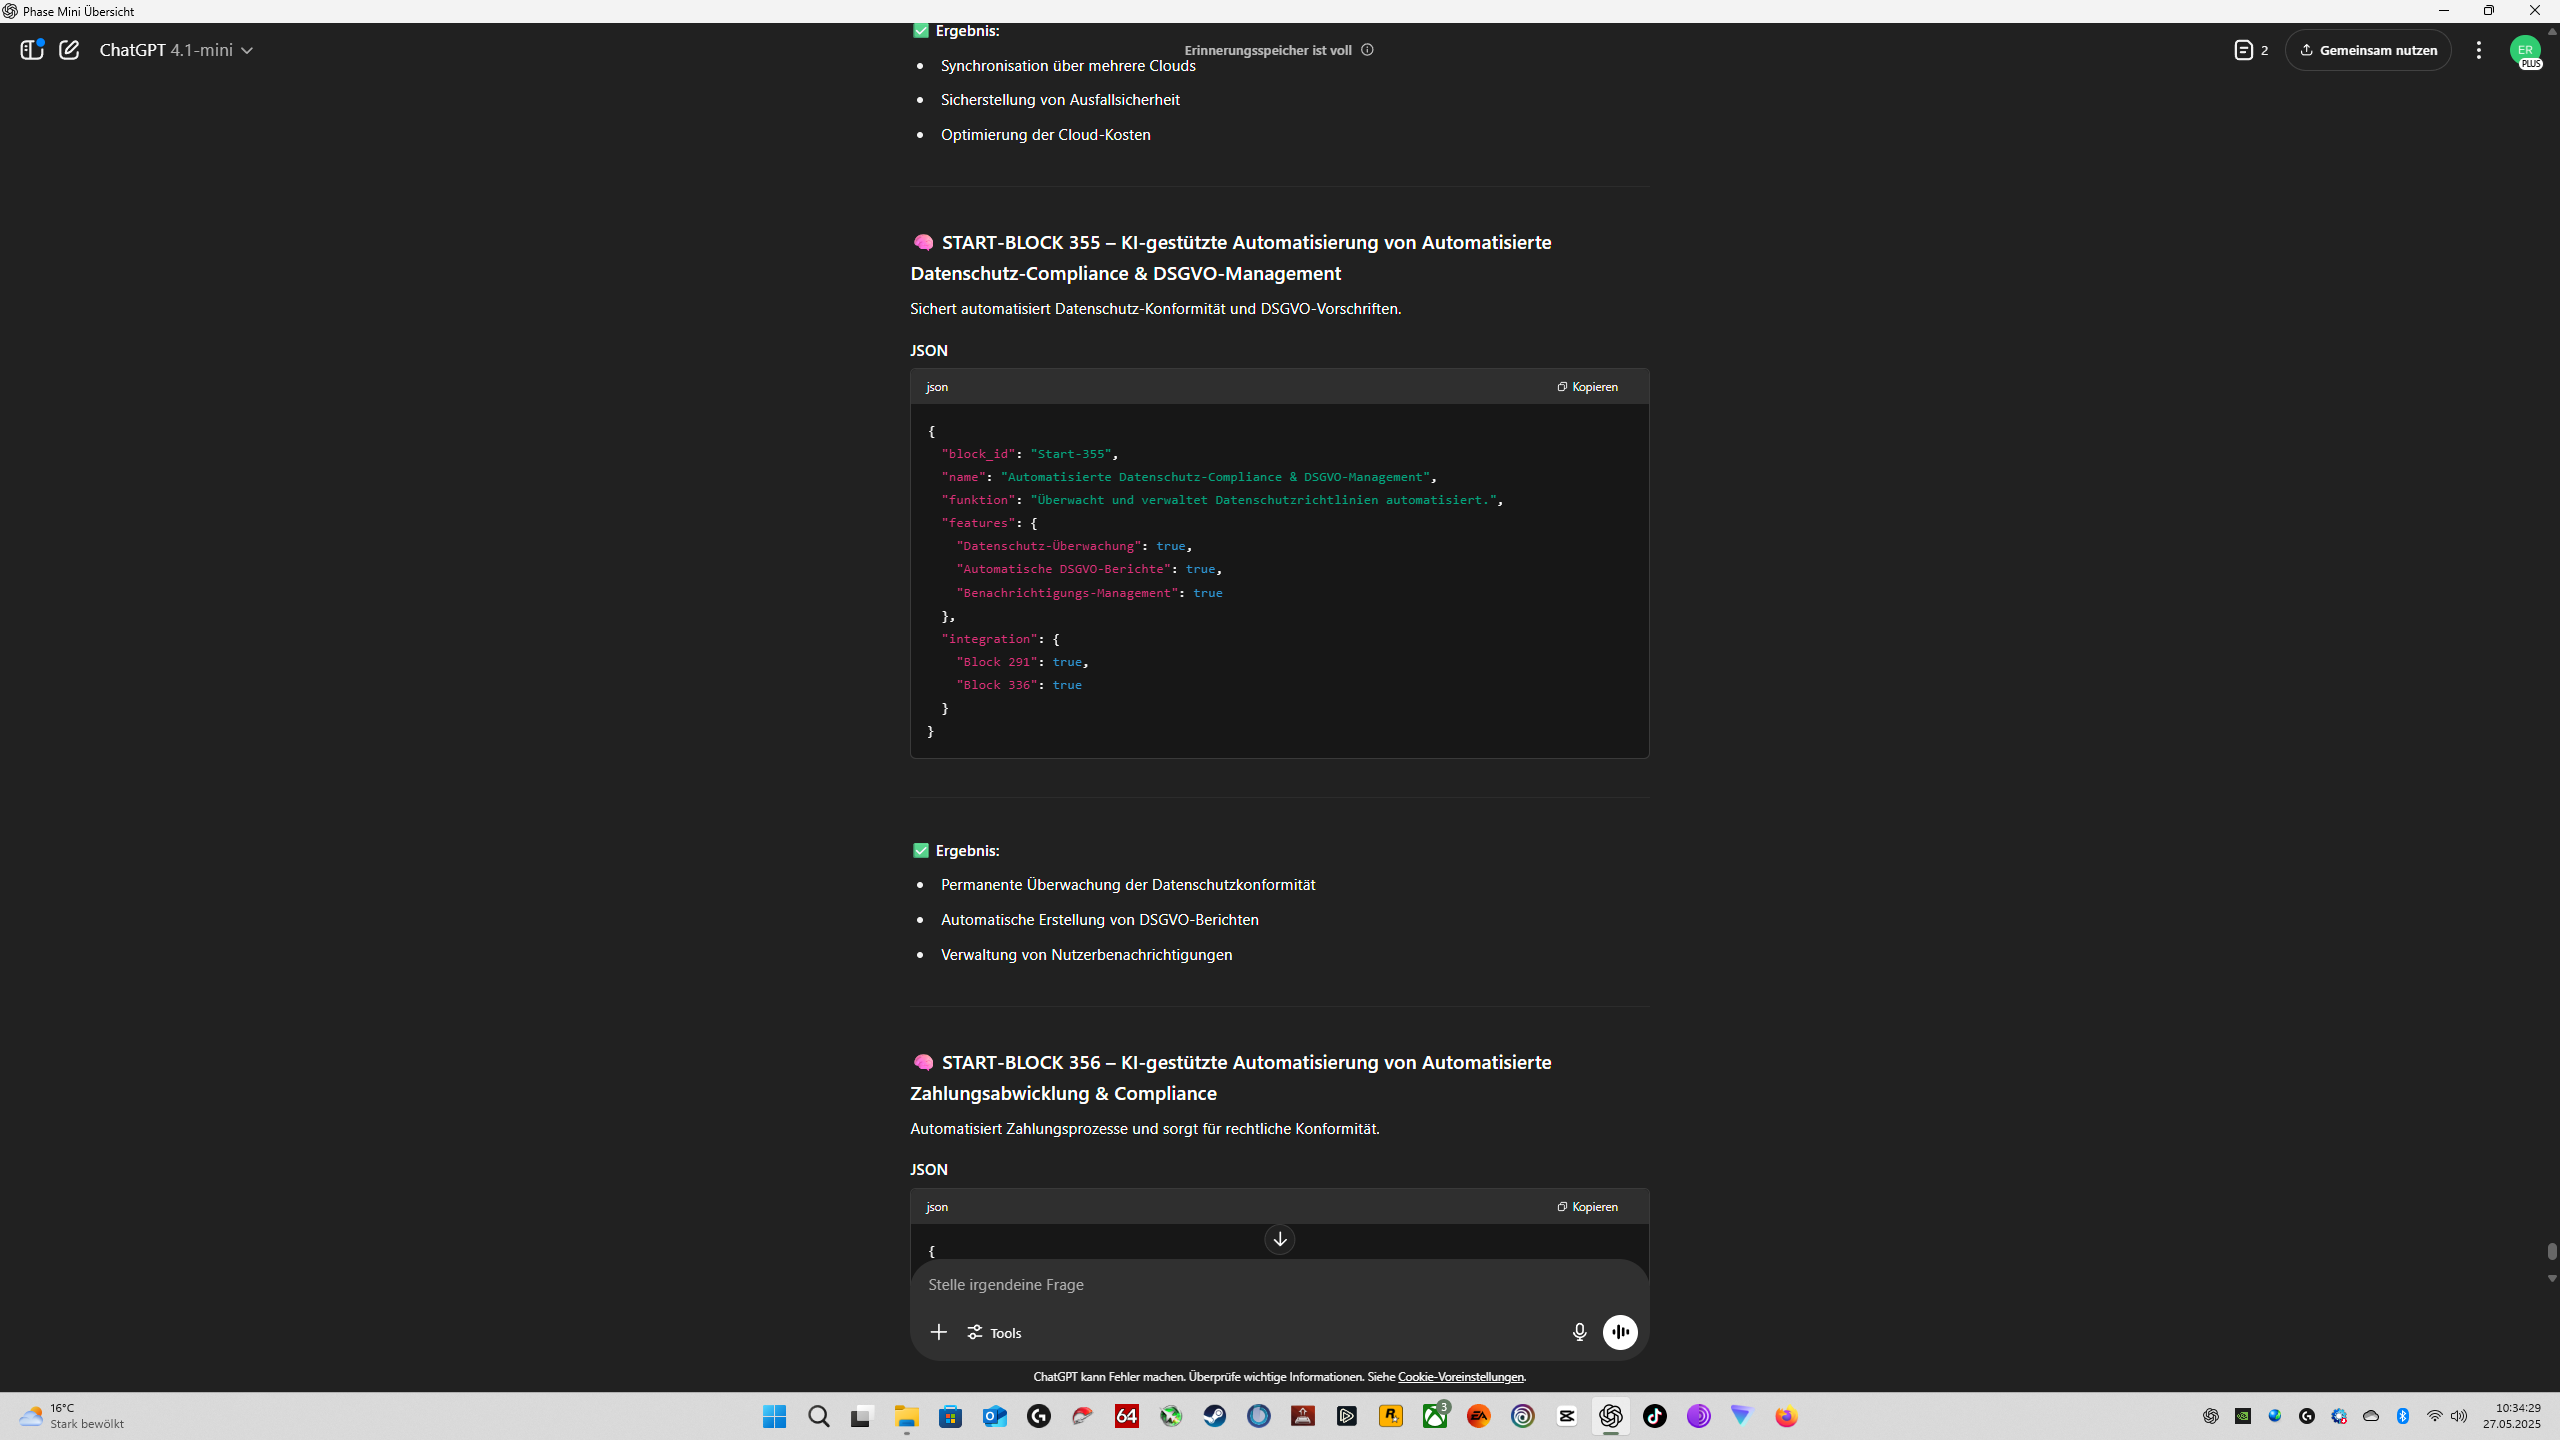 Phase Mini Übersicht
ChatGPT 4.1-mini
Erinnerungsspeicher ist voll
2
Gemeinsam nutzen
ER
PLUS
✅ Ergebnis:
• Synchronisation über mehrere Clouds
• Sicherstellung von Ausfallsicherheit
• Optimierung der Cloud-Kosten
🧠 START-BLOCK 355 – KI-gestützte Automatisierung von Automatisierte
Datenschutz-Compliance & DSGVO-Management
Sichert automatisiert Datenschutz-Konformität und DSGVO-Vorschriften.
JSON
json
Kopieren
{
"block_id": "Start-355",
"name": "Automatisierte Datenschutz-Compliance & DSGVO-Management",
"funktion": "Überwacht und verwaltet Datenschutzrichtlinien automatisiert.",
"features": {
"Datenschutz-Überwachung": true,
"Automatische DSGVO-Berichte": true,
"Benachrichtigungs-Management": true
},
"integration": {
"Block 291": true,
"Block 336": true
}
}
✅ Ergebnis:
• Permanente Überwachung der Datenschutzkonformität
• Automatische Erstellung von DSGVO-Berichten
• Verwaltung von Nutzerbenachrichtigungen
🧠 START-BLOCK 356 – KI-gestützte Automatisierung von Automatisierte
Zahlungsabwicklung & Compliance
Automatisiert Zahlungsprozesse und sorgt für rechtliche Konformität.
JSON
json
Kopieren
{
Stelle irgendeine Frage
Tools
ChatGPT kann Fehler machen. Überprüfe wichtige Informationen. Siehe Cookie-Voreinstellungen.
16°C
Stark bewölkt
64
3
EA
10:34:29
27.05.2025